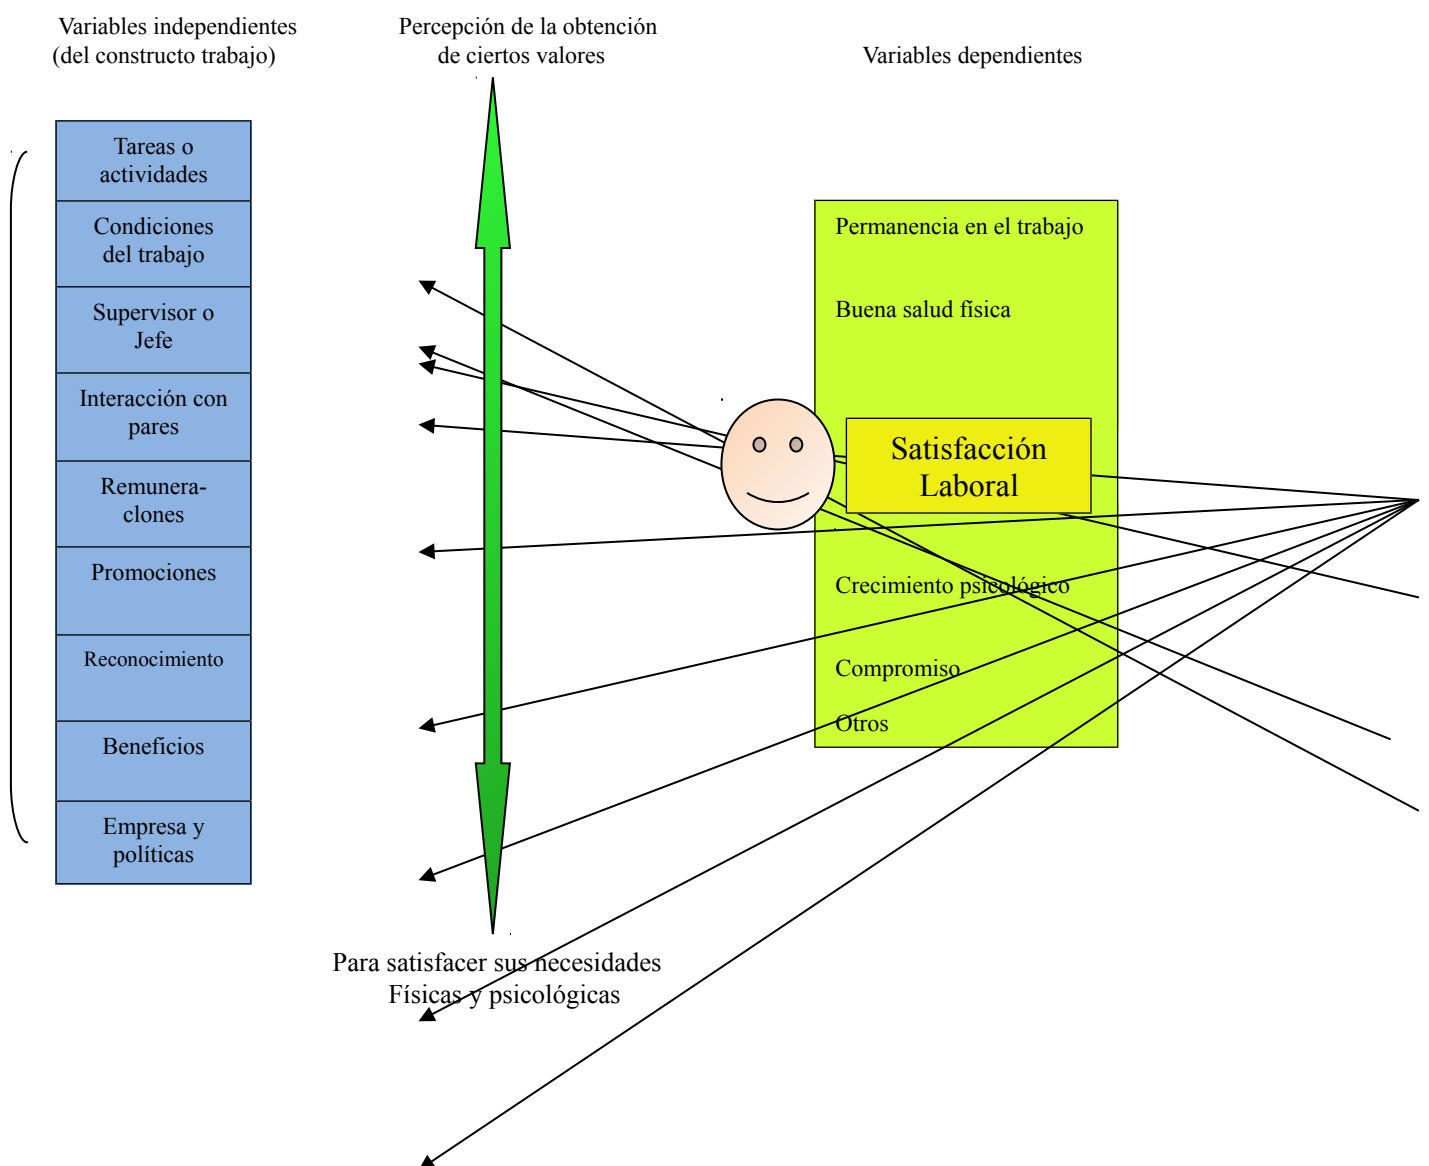 Variables independientes
(del constructo trabajo)
Percepción de la obtención
de ciertos valores
Variables dependientes
Tareas o
actividades
Condiciones
del trabajo
Supervisor o
Jefe
Interacción con
pares
Remunera-
clones
Promociones
Reconocimiento
Beneficios
Empresa y
políticas
Permanencia en el trabajo
Buena salud física
Satisfacción
Laboral
Crecimiento psicológico
Compromiso
Otros
Para satisfacer sus necesidades
Físicas y psicológicas